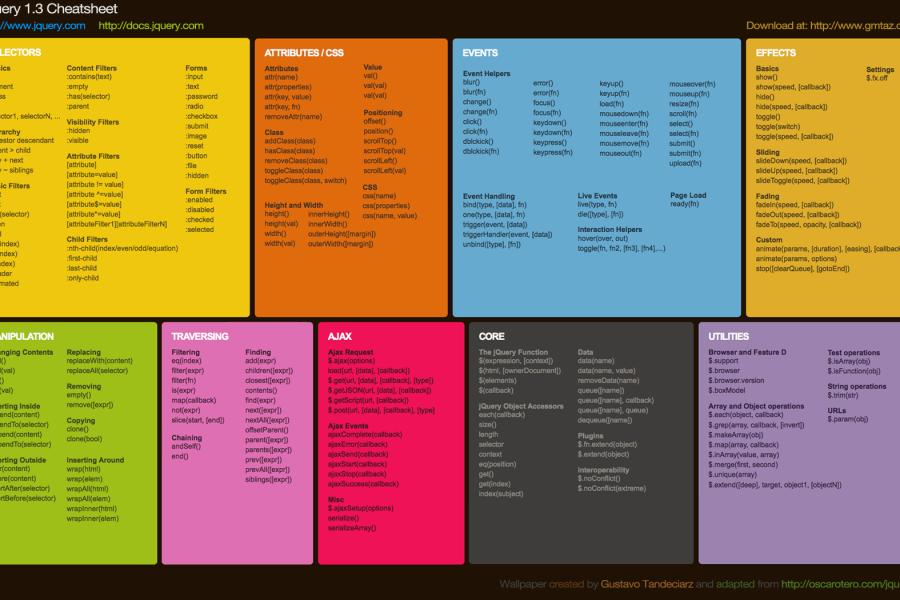 uery 1.3 Cheatsheet
//www.jquery.com http://docs.jquery.com
Download at: http://www.gmtaz.c
LECTORS
ics
ment
ss
ector1, selectorN, ...
rarchy
estor descendant
ent > child
v + next
v ~ siblings
ic Filters
t
(selector)
n
index)
index)
ndex)
ader
mated
Content Filters
:contains(text)
:empty
:has(selector)
:parent
Visibility Filters
:hidden
:visible
Attribute Filters
[attribute]
[attribute=value]
[attribute != value]
[attribute ^=value]
[attribute$=value]
[attribute*=value]
[attributeFilter1][attributeFilterN]
Child Filters
:nth-child(index/even/odd/equation)
:first-child
:last-child
:only-child
Forms
:input
:text
:password
:radio
:checkbox
:submit
:image
:reset
:button
:file
:hidden
Form Filters
:enabled
:disabled
:checked
:selected
ATTRIBUTES / CSS
Attributes
attr(name)
attr(properties)
attr(key, value)
attr(key, fn)
removeAttr(name)
Class
addClass(class)
hasClass(class)
removeClass(class)
toggleClass(class)
toggleClass(class, switch)
Height and Width
height() innerHeight()
height(val) innerWidth()
width() outerHeight([margin])
width(val) outerWidth([margin])
Value
val()
val(val)
val(val)
Positioning
offset()
position()
scrollTop()
scrollTop(val)
scrollLeft()
scrollLeft(val)
CSS
css(name)
css(properties)
css(name, value)
EVENTS
Event Helpers
blur()
blur(fn)
change()
change(fn)
click()
click(fn)
dblckick()
dblckick(fn)
error()
error(fn)
focus()
focus(fn)
keydown()
keydown(fn)
keypress()
keypress(fn)
keyup()
keyup(fn)
load(fn)
mousedown(fn)
mouseenter(fn)
mouseleave(fn)
mousemove(fn)
mouseout(fn)
mouseover(fn)
mouseup(fn)
resize(fn)
scroll(fn)
select()
select(fn)
submit()
submit(fn)
upload(fn)
Event Handling
bind(type, [data], fn)
one(type, [data], fn)
trigger(event, [data])
triggerHandler(event, [data])
unbind([type], [fn])
Live Events
live(type, fn)
die([type], [fn])
Interaction Helpers
hover(over, out)
toggle(fn, fn2, [fn3], [fn4],...)
Page Load
ready(fn)
EFFECTS
Basics
show()
show(speed, [callback])
hide()
hide(speed, [callback])
toggle()
toggle(switch)
toggle(speed, [callback])
Sliding
slideDown(speed, [callback])
slideUp(speed, [callback])
slideToggle(speed, [callback])
Fading
fadeIn(speed, [callback])
fadeOut(speed, [callback])
fadeTo(speed, opacity, [callback])
Custom
animate(params, [duration], [easing], [callback
animate(params, options)
stop([clearQueue], [gotoEnd])
Settings
$.fx.off
ANIPULATION
anging Contents
l()
(val)
()
(val)
erting Inside
end(content)
endTo(selector)
pend(content)
pendTo(selector)
erting Outside
r(content)
re(content)
rtAfter(selector)
rtBefore(selector)
Replacing
replaceWith(content)
replaceAll(selector)
Removing
empty()
remove([expr])
Copying
clone()
clone(bool)
Inserting Around
wrap(html)
wrap(elem)
wrapAll(html)
wrapAll(elem)
wrapInner(html)
wrapInner(elem)
TRAVERSING
Filtering
eq(index)
filter(expr)
filter(fn)
is(expr)
map(callback)
not(expr)
slice(start, [end])
Chaining
andSelf()
end()
Finding
add(expr)
children([expr])
closest([expr])
contents()
find(expr)
next([expr])
nextAll([expr])
offsetParent()
parent([expr])
parents([expr])
prev([expr])
prevAll([expr])
siblings([expr])
AJAX
Ajax Request
$.ajax(options)
load(url, [data], [callback])
$.get(url, [data], [callback], [type])
$.getJSON(url, [data], [callback])
$.getScript(url, [callback])
$.post(url, [data], [callback], [type]
Ajax Events
ajaxComplete(callback)
ajaxError(callback)
ajaxSend(callback)
ajaxStart(callback)
ajaxStop(callback)
ajaxSuccess(callback)
Misc
$.ajaxSetup(options)
serialize()
serializeArray()
CORE
The jQuery Function
$(expression, [context])
$(html, [ownerDocument])
$(elements)
$(callback)
jQuery Object Accessors
each(callback)
size()
length
selector
context
eq(position)
get()
get(index)
index(subject)
Data
data(name)
data(name, value)
removeData(name)
queue([name])
queue([name], callback)
queue([name], queue)
dequeue([name])
Plugins
$.fn.extend(object)
$.extend(object)
Interoperability
$.noConflict()
$.noConflict(extreme)
UTILITIES
Browser and Feature D
$.support
$.browser
$.browser.version
$.boxModel
Array and Object operations
$.each(object, callback)
$.grep(array, callback, [invert])
$.makeArray(obj)
$.map(array, callback)
$.inArray(value, array)
$.merge(first, second)
$.unique(array)
$.extend([deep], target, object1, [objectN])
Test operations
$.isArray(obj)
$.isFunction(obj)
String operations
$.trim(str)
URLs
$.param(obj)
Wallpaper created by Gustavo Tandeciarz and adapted from http://oscarotero.com/jqu